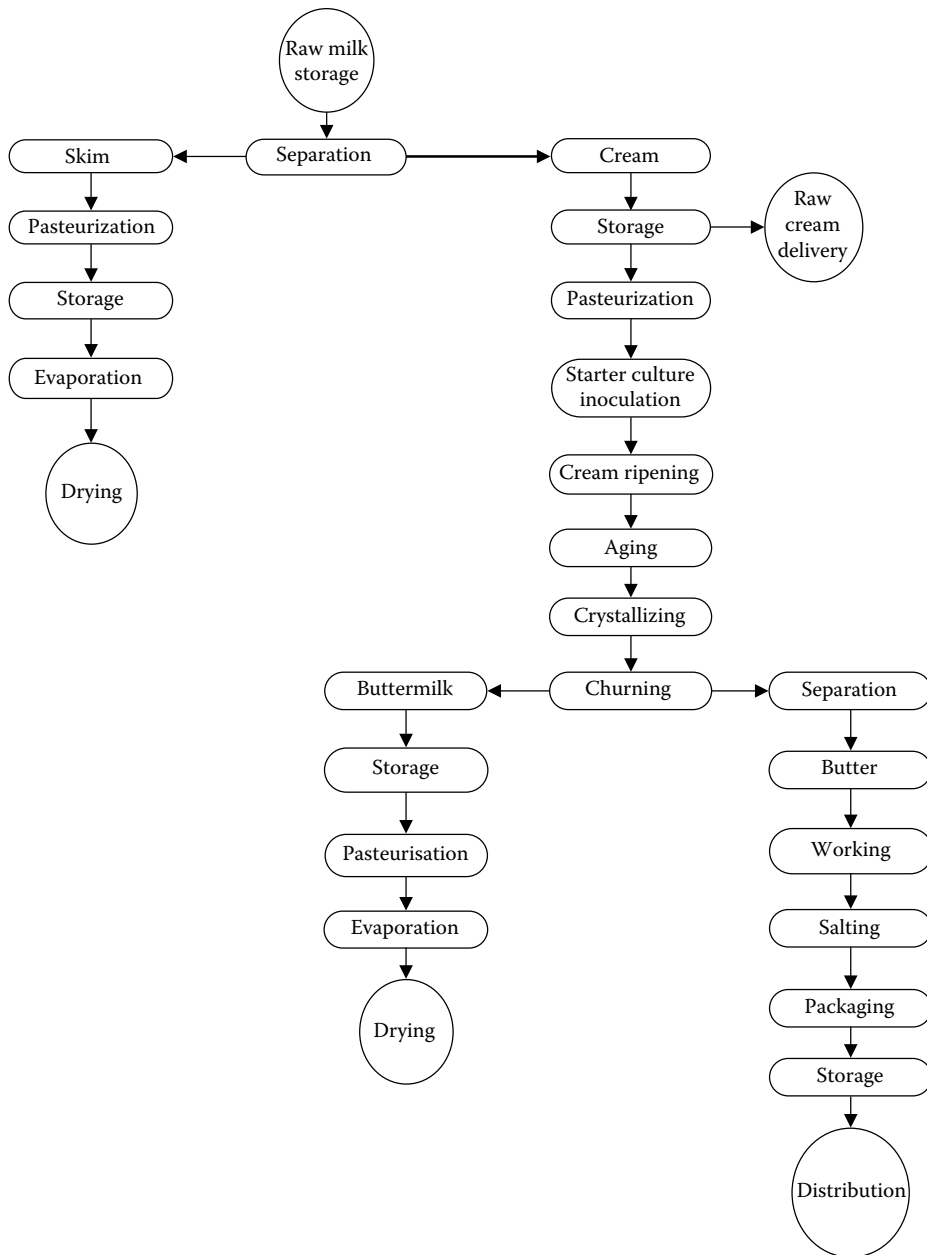 Raw milk
storage
Skim
Separation
Cream
Pasteurization
Storage
Raw
cream
delivery
Storage
Pasteurization
Evaporation
Starter culture
inoculation
Drying
Cream ripening
Aging
Crystallizing
Buttermilk
Churning
Separation
Storage
Butter
Pasteurisation
Working
Evaporation
Salting
Drying
Packaging
Storage
Distribution